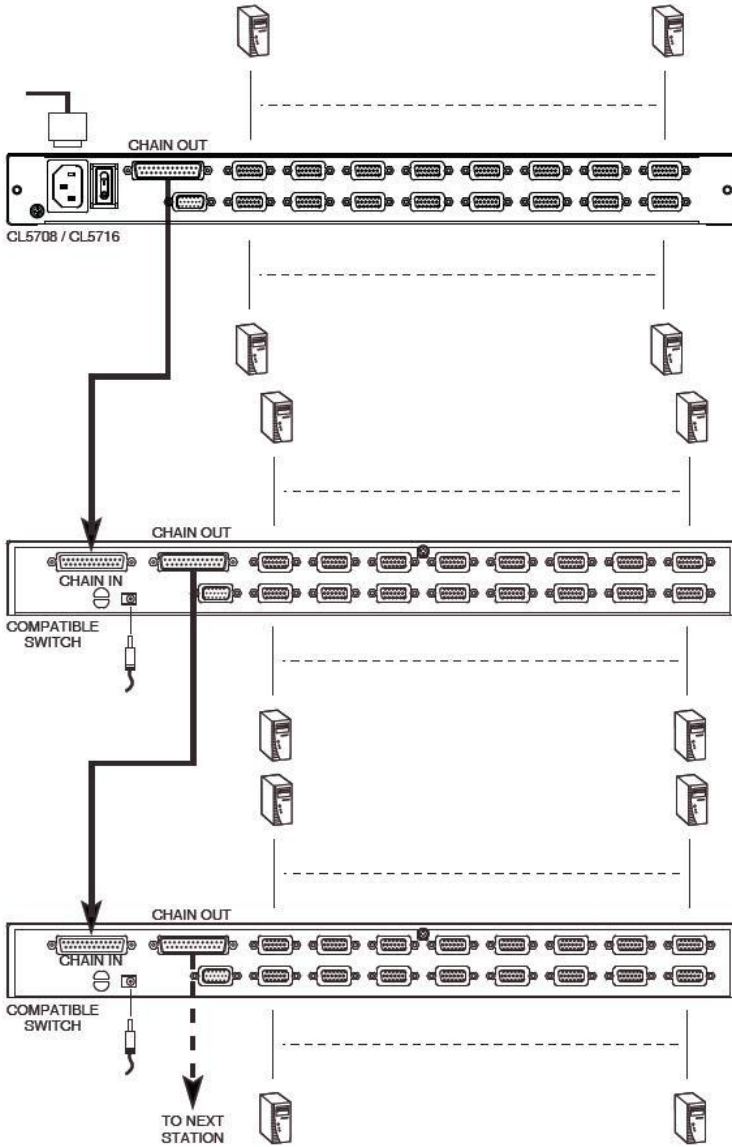 CHAIN OUT
CL5708 / CL5716
CHAIN OUT
CHAIN IN
COMPATIBLE
SWITCH
CHAIN OUT
CHAIN IN
COMPATIBLE
SWITCH
TO NEXT
STATION